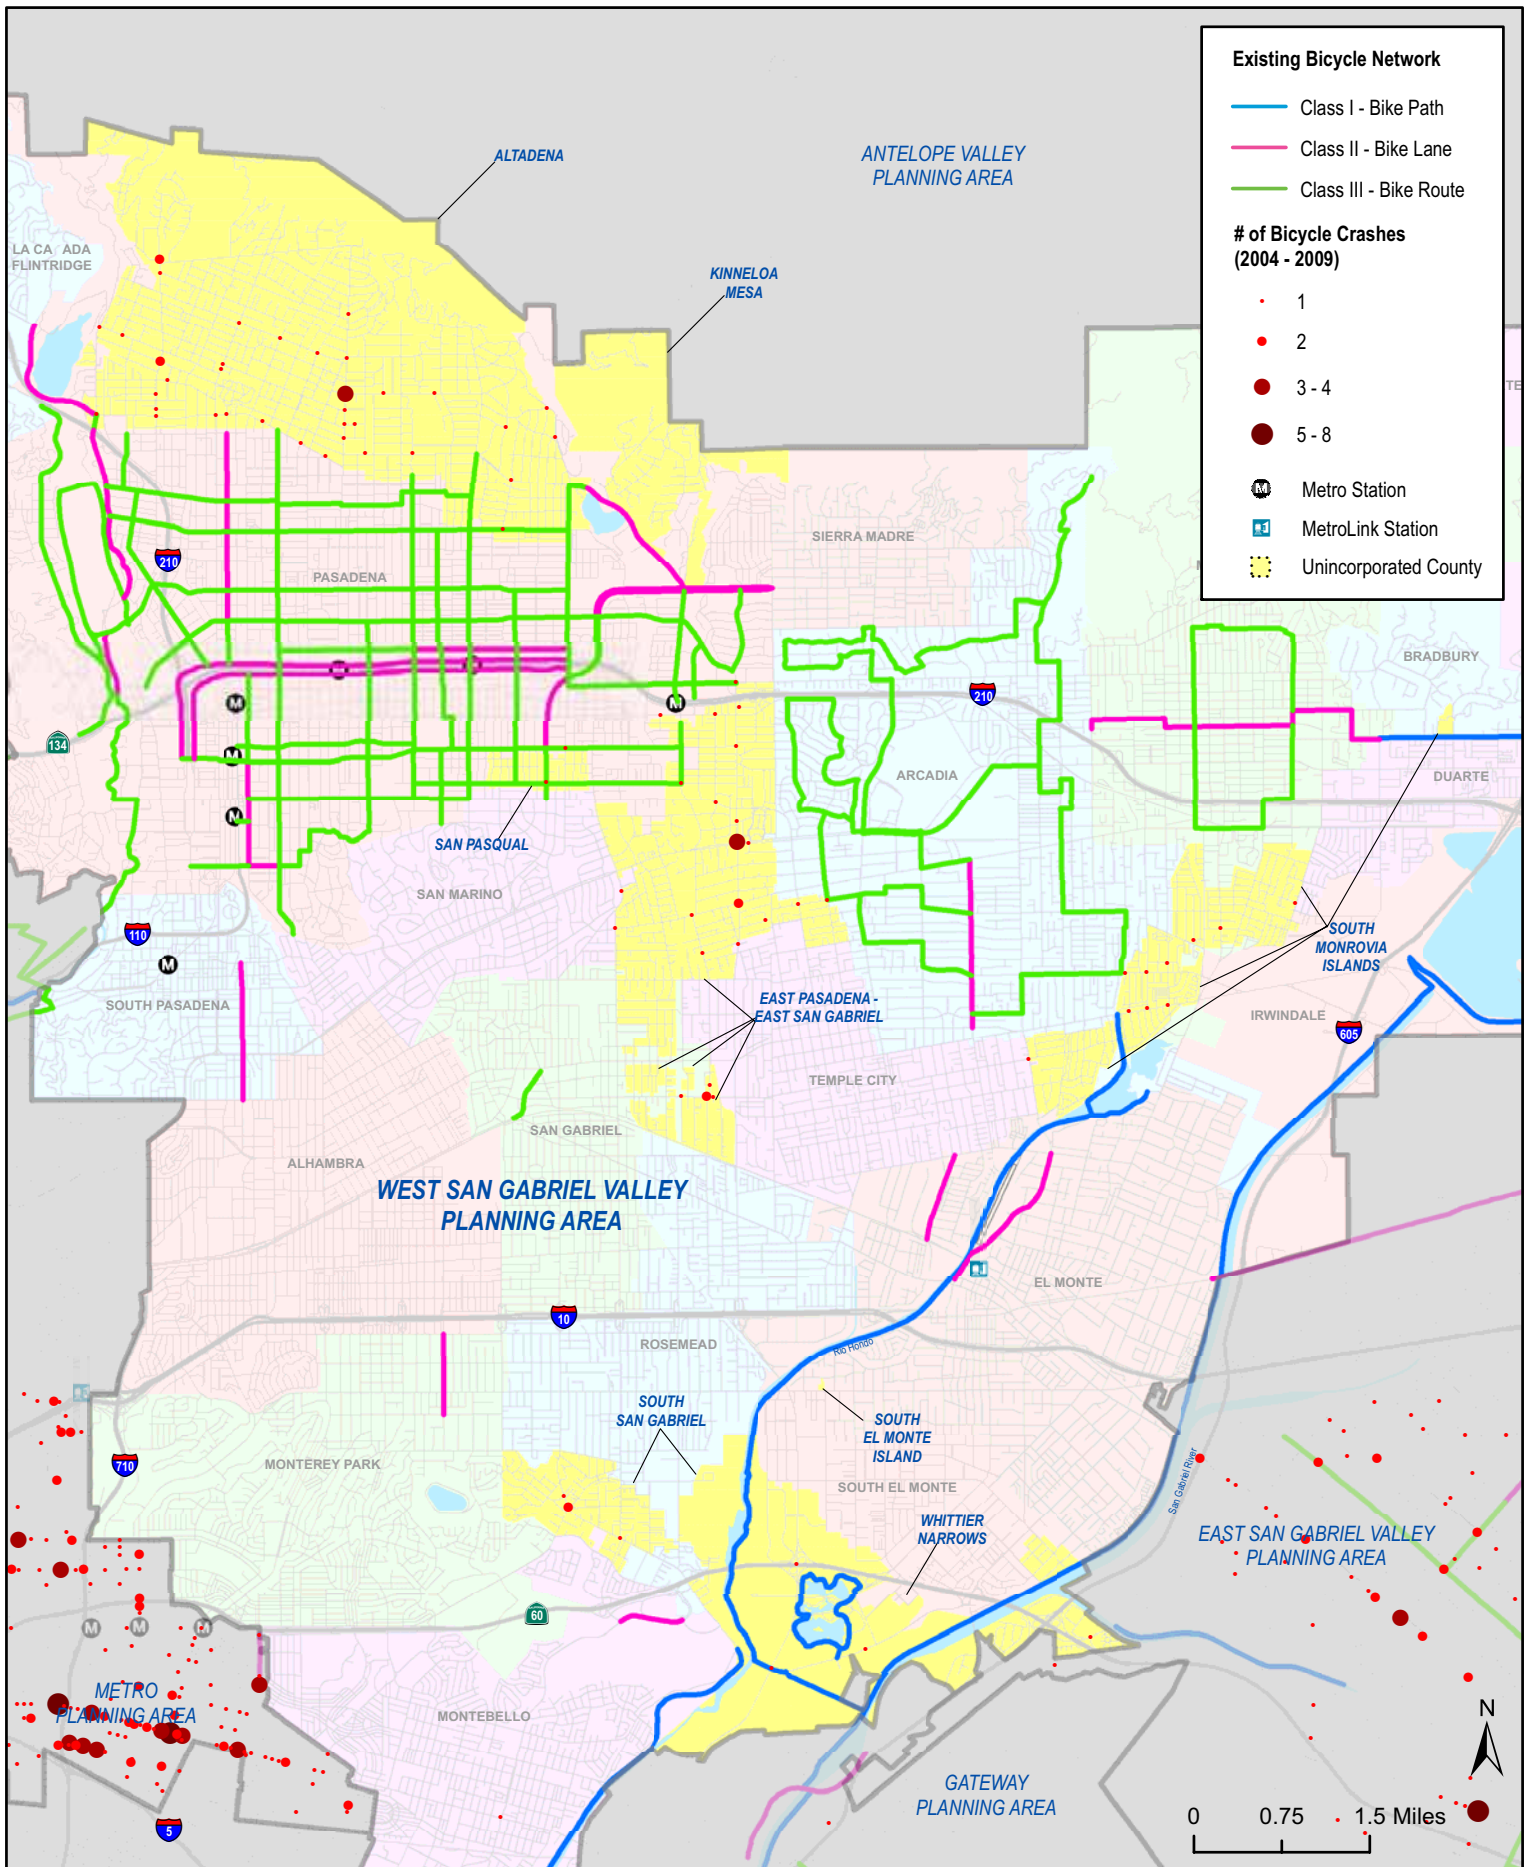 Existing Bicycle Network
Class I - Bike Path
Class II - Bike Lane
Class III - Bike Route
# of Bicycle Crashes
(2004 - 2009)
1
2
3 - 4
5 - 8
M Metro Station
MetroLink Station
Unincorporated County
ALTADENA
ANTELOPE VALLEY
PLANNING AREA
LA CA ADA
FLINTRIDGE
KINNELOA
MESA
TE
SIERRA MADRE
210
PASADENA
BRADBURY
M
M
M
M
210
134
M
ARCADIA
DUARTE
M
SAN PASQUAL
SAN MARINO
110
SOUTH
MONROVIA
ISLANDS
M
SOUTH PASADENA
EAST PASADENA -
EAST SAN GABRIEL
IRWINDALE
605
TEMPLE CITY
SAN GABRIEL
ALHAMBRA
WEST SAN GABRIEL VALLEY
PLANNING AREA
EL MONTE
10
ROSEMEAD
Rio Hondo
SOUTH
SAN GABRIEL
SOUTH
EL MONTE
ISLAND
710
MONTEREY PARK
SOUTH EL MONTE
San Gabriel River
WHITTIER
NARROWS
EAST SAN GABRIEL VALLEY
PLANNING AREA
60
M
M
M
METRO
PLANNING AREA
MONTEBELLO
N
GATEWAY
PLANNING AREA
0 0.75 1.5 Miles
5